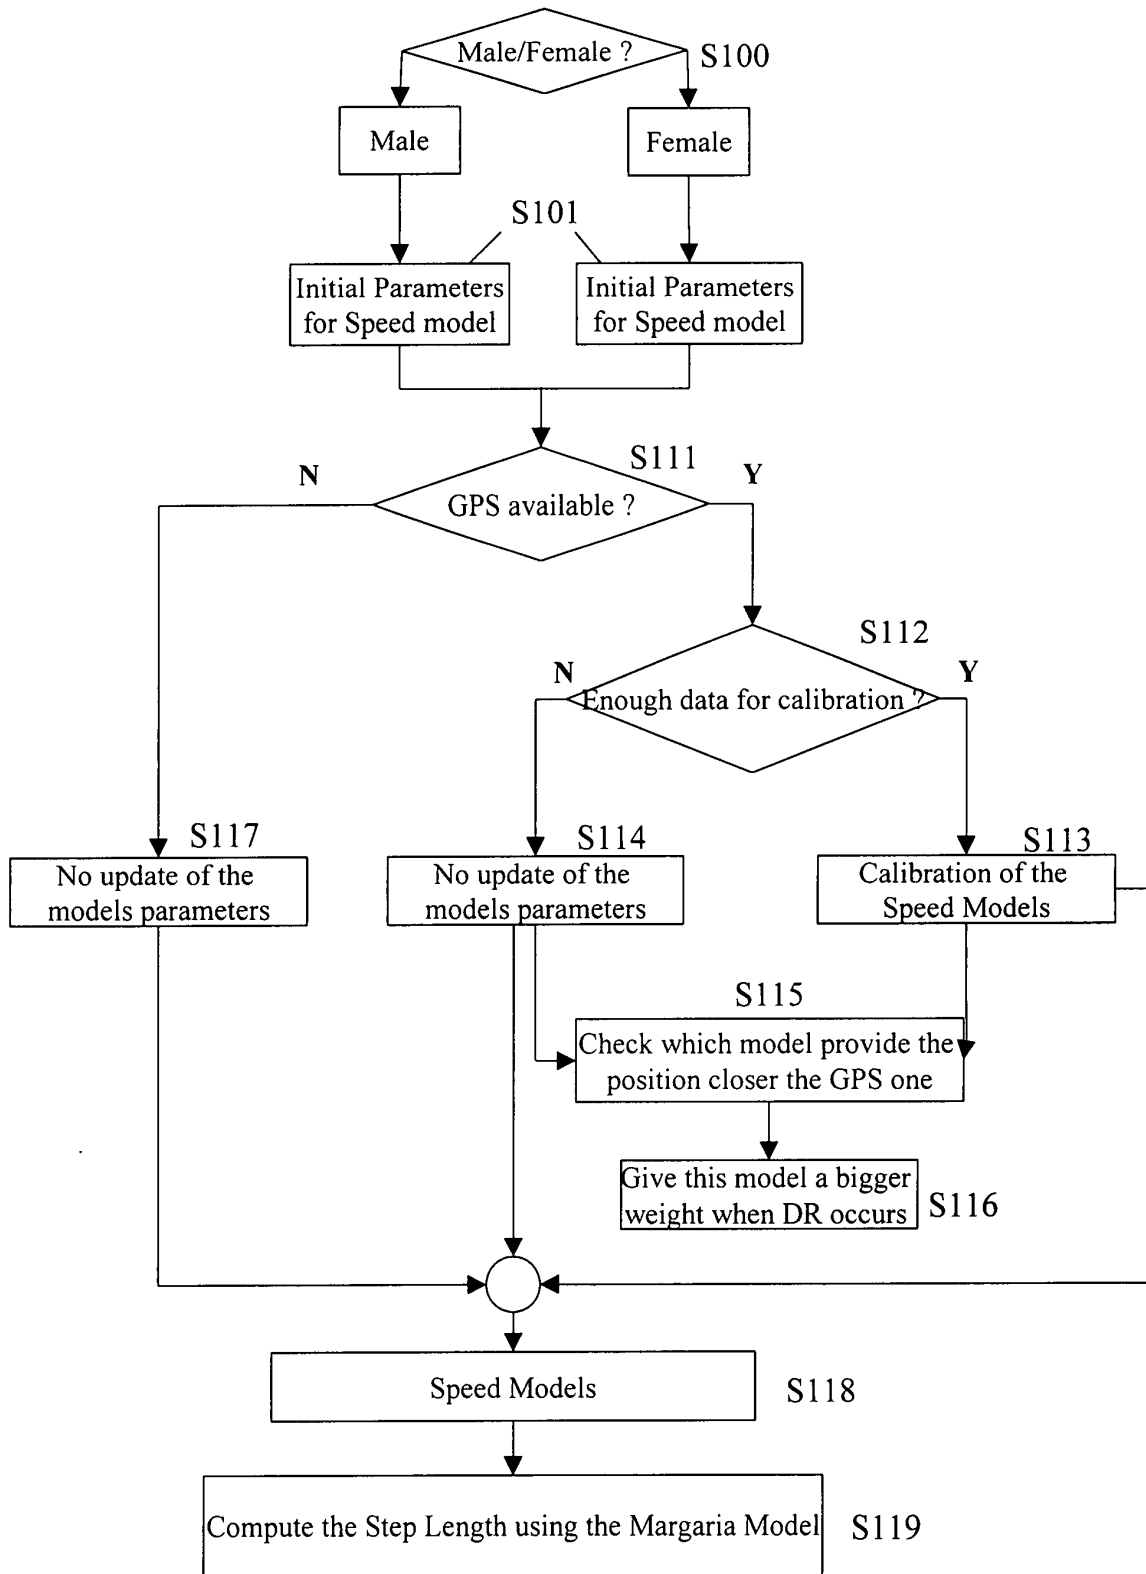 Male/Female ?
S100
Male
Female
S101
Initial Parameters
for Speed model
Initial Parameters
for Speed model
S111
N
Y
GPS available ?
S112
N
Y
Enough data for calibration ?
S117
S114
S113
No update of the
models parameters
No update of the
models parameters
Calibration of the
Speed Models
S115
Check which model provide the
position closer the GPS one
Give this model a bigger
weight when DR occurs
S116
Speed Models
S118
Compute the Step Length using the Margaria Model
S119